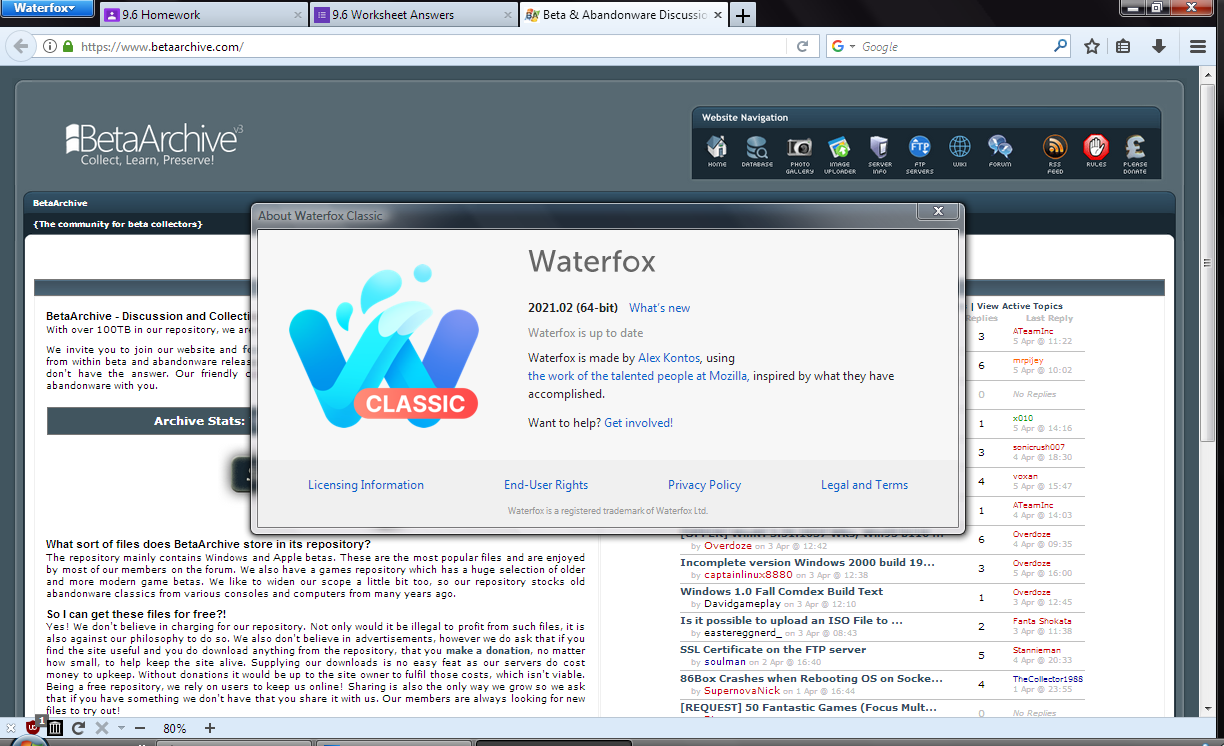 Waterfox
9.6 Homework
9.6 Worksheet Answers
Beta & Abandonware Discussio
https://www.betaarchive.com/
Google
BetaArchive v3
Collect, Learn, Preserve!
Website Navigation
HOME
DATABASE
PHOTO GALLERY
IMAGE UPLOADER
SERVER INFO
FTP SERVERS
WIKI
FORUM
RSS FEED
RULES
PLEASE DONATE
BetaArchive
{The community for beta collectors}
About Waterfox Classic
Waterfox
2021.02 (64-bit) What's new
Waterfox is up to date
Waterfox is made by Alex Kontos, using
the work of the talented people at Mozilla, inspired by what they have
accomplished.
Want to help? Get involved!
CLASSIC
Licensing Information
End-User Rights
Privacy Policy
Legal and Terms
Waterfox is a registered trademark of Waterfox Ltd.
BetaArchive - Discussion and Collecti
With over 100TB in our repository, we are
We invite you to join our website and fo
from within beta and abandonware releas
don't have the answer. Our friendly c
abandonware with you.
Archive Stats:
What sort of files does BetaArchive store in its repository?
The repository mainly contains Windows and Apple betas. These are the most popular files and are enjoyed
by most of our members on the forum. We also have a games repository which has a huge selection of older
and more modern game betas. We like to widen our scope a little bit too, so our repository stocks old
abandonware classics from various consoles and computers from many years ago.
So I can get these files for free?!
Yes! We don't believe in charging for our repository. Not only would it be illegal to profit from such files, it is
also against our philosophy to do so. We also don't believe in advertisements, however we do ask that if you
find the site useful and you do download anything from the repository, that you make a donation, no matter
how small, to help keep the site alive. Supplying our downloads is no easy feat as our servers do cost
money to upkeep. Without donations it would be up to the site owner to fulfil those costs, which isn't viable.
Being a free repository, we rely on users to keep us online! Sharing is also the only way we grow so we ask
that if you have something we don't have that you share it with us. Our members are always looking for new
files to try out!
| View Active Topics
Replies Last Reply
3 ATeamInc
5 Apr @ 11:22
6 mrpijey
5 Apr @ 10:02
0 No Replies
1 x010
5 Apr @ 14:16
3 sonicrush007
4 Apr @ 18:30
4 voxan
5 Apr @ 15:47
1 ATeamInc
4 Apr @ 14:03
by Overdoze on 3 Apr @ 12:42
6 Overdoze
4 Apr @ 09:35
Incomplete version Windows 2000 build 19...
by captainlinux8880 on 3 Apr @ 12:38
3 Overdoze
5 Apr @ 16:00
Windows 1.0 Fall Comdex Build Text
by Davidgameplay on 3 Apr @ 12:10
1 Overdoze
3 Apr @ 12:45
Is it possible to upload an ISO File to ...
by eastereggnerd_ on 3 Apr @ 08:43
2 Fanta Shokata
3 Apr @ 11:38
SSL Certificate on the FTP server
by soulman on 2 Apr @ 16:40
5 Stannieman
4 Apr @ 20:33
86Box Crashes when Rebooting OS on Socke...
by SupernovaNick on 1 Apr @ 16:44
4 TheCollector1988
1 Apr @ 23:55
[REQUEST] 50 Fantastic Games (Focus Mult...
0 No Replies
1
80%